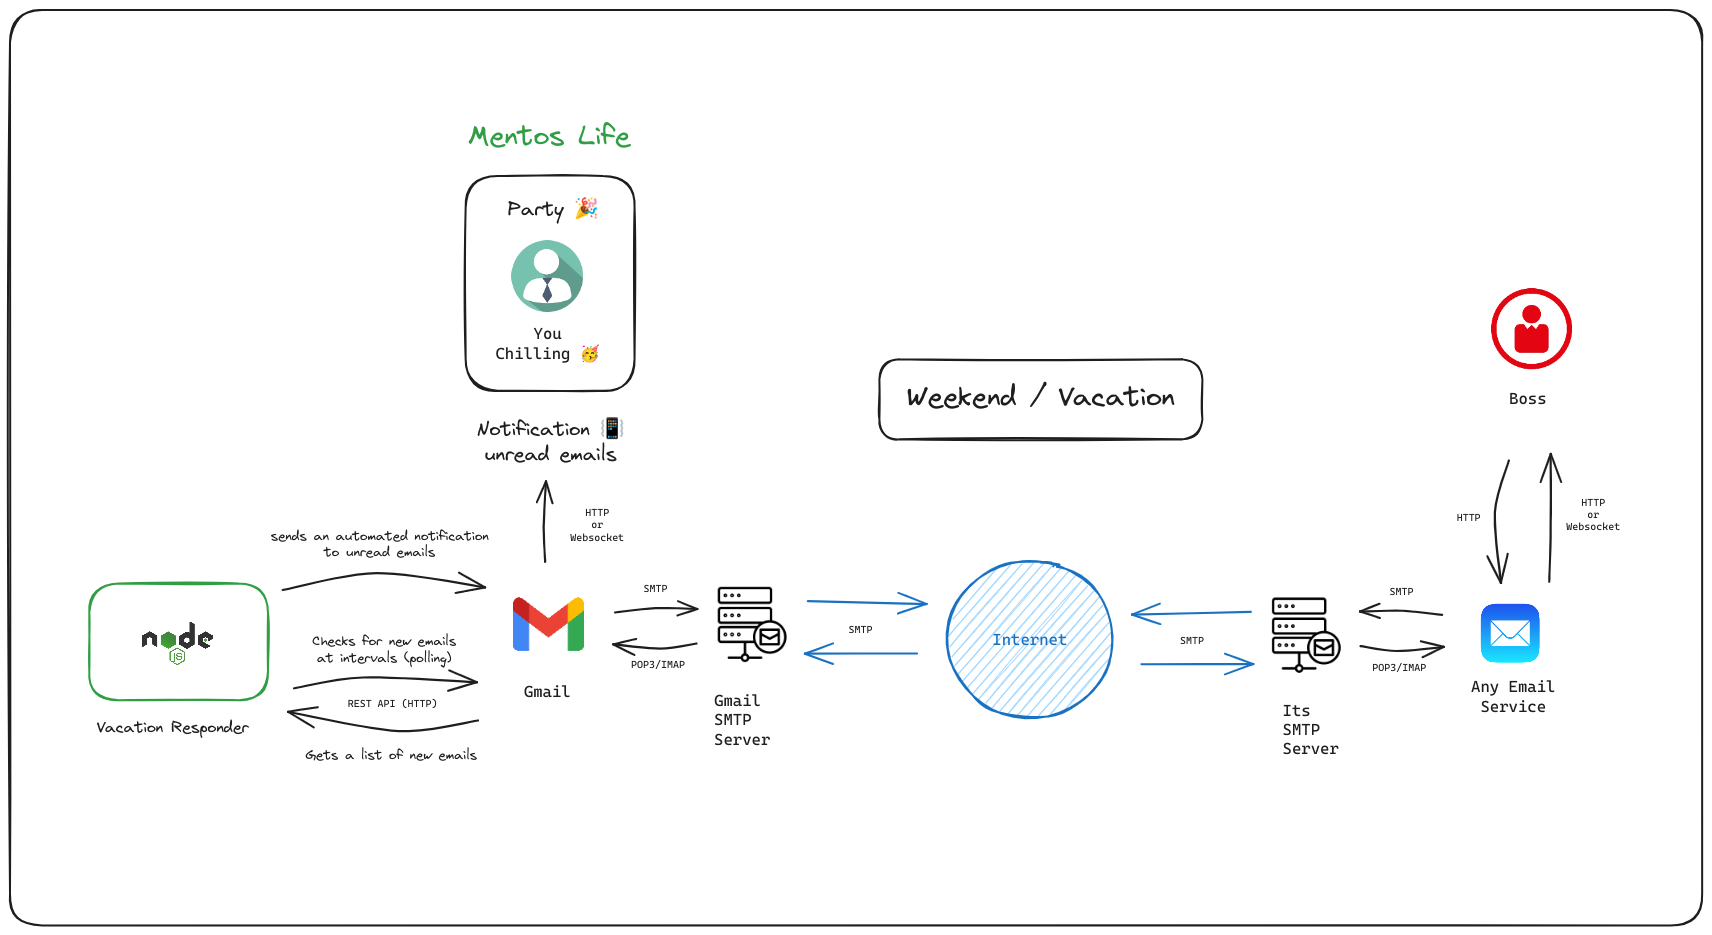 Mentos Life
Party 🎉
You
Chilling 🥳
Notification 📳
unread emails
HTTP
or
Websocket
Weekend / Vacation
Boss
HTTP
HTTP
or
Websocket
sends an automated notification
to unread emails
node
JS
Vacation Responder
Checks for new emails
at intervals (polling)
REST API (HTTP)
Gets a list of new emails
Gmail
SMTP
POP3/IMAP
Gmail
SMTP
Server
SMTP
Internet
SMTP
Its
SMTP
Server
SMTP
POP3/IMAP
Any Email
Service